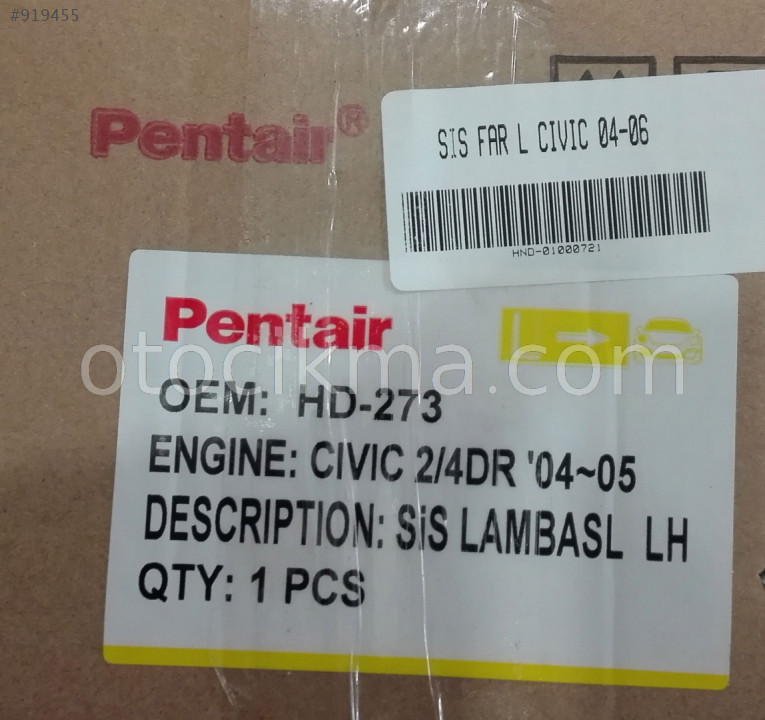 #919455
Pentair®
SIS FAR L CIVIC 04-06
HND-01000721
Pentair
otocikma.com
OEM: HD-273
ENGINE: CIVIC 2/4DR '04~05
DESCRIPTION: SiS LAMBASL LH
QTY: 1 PCS